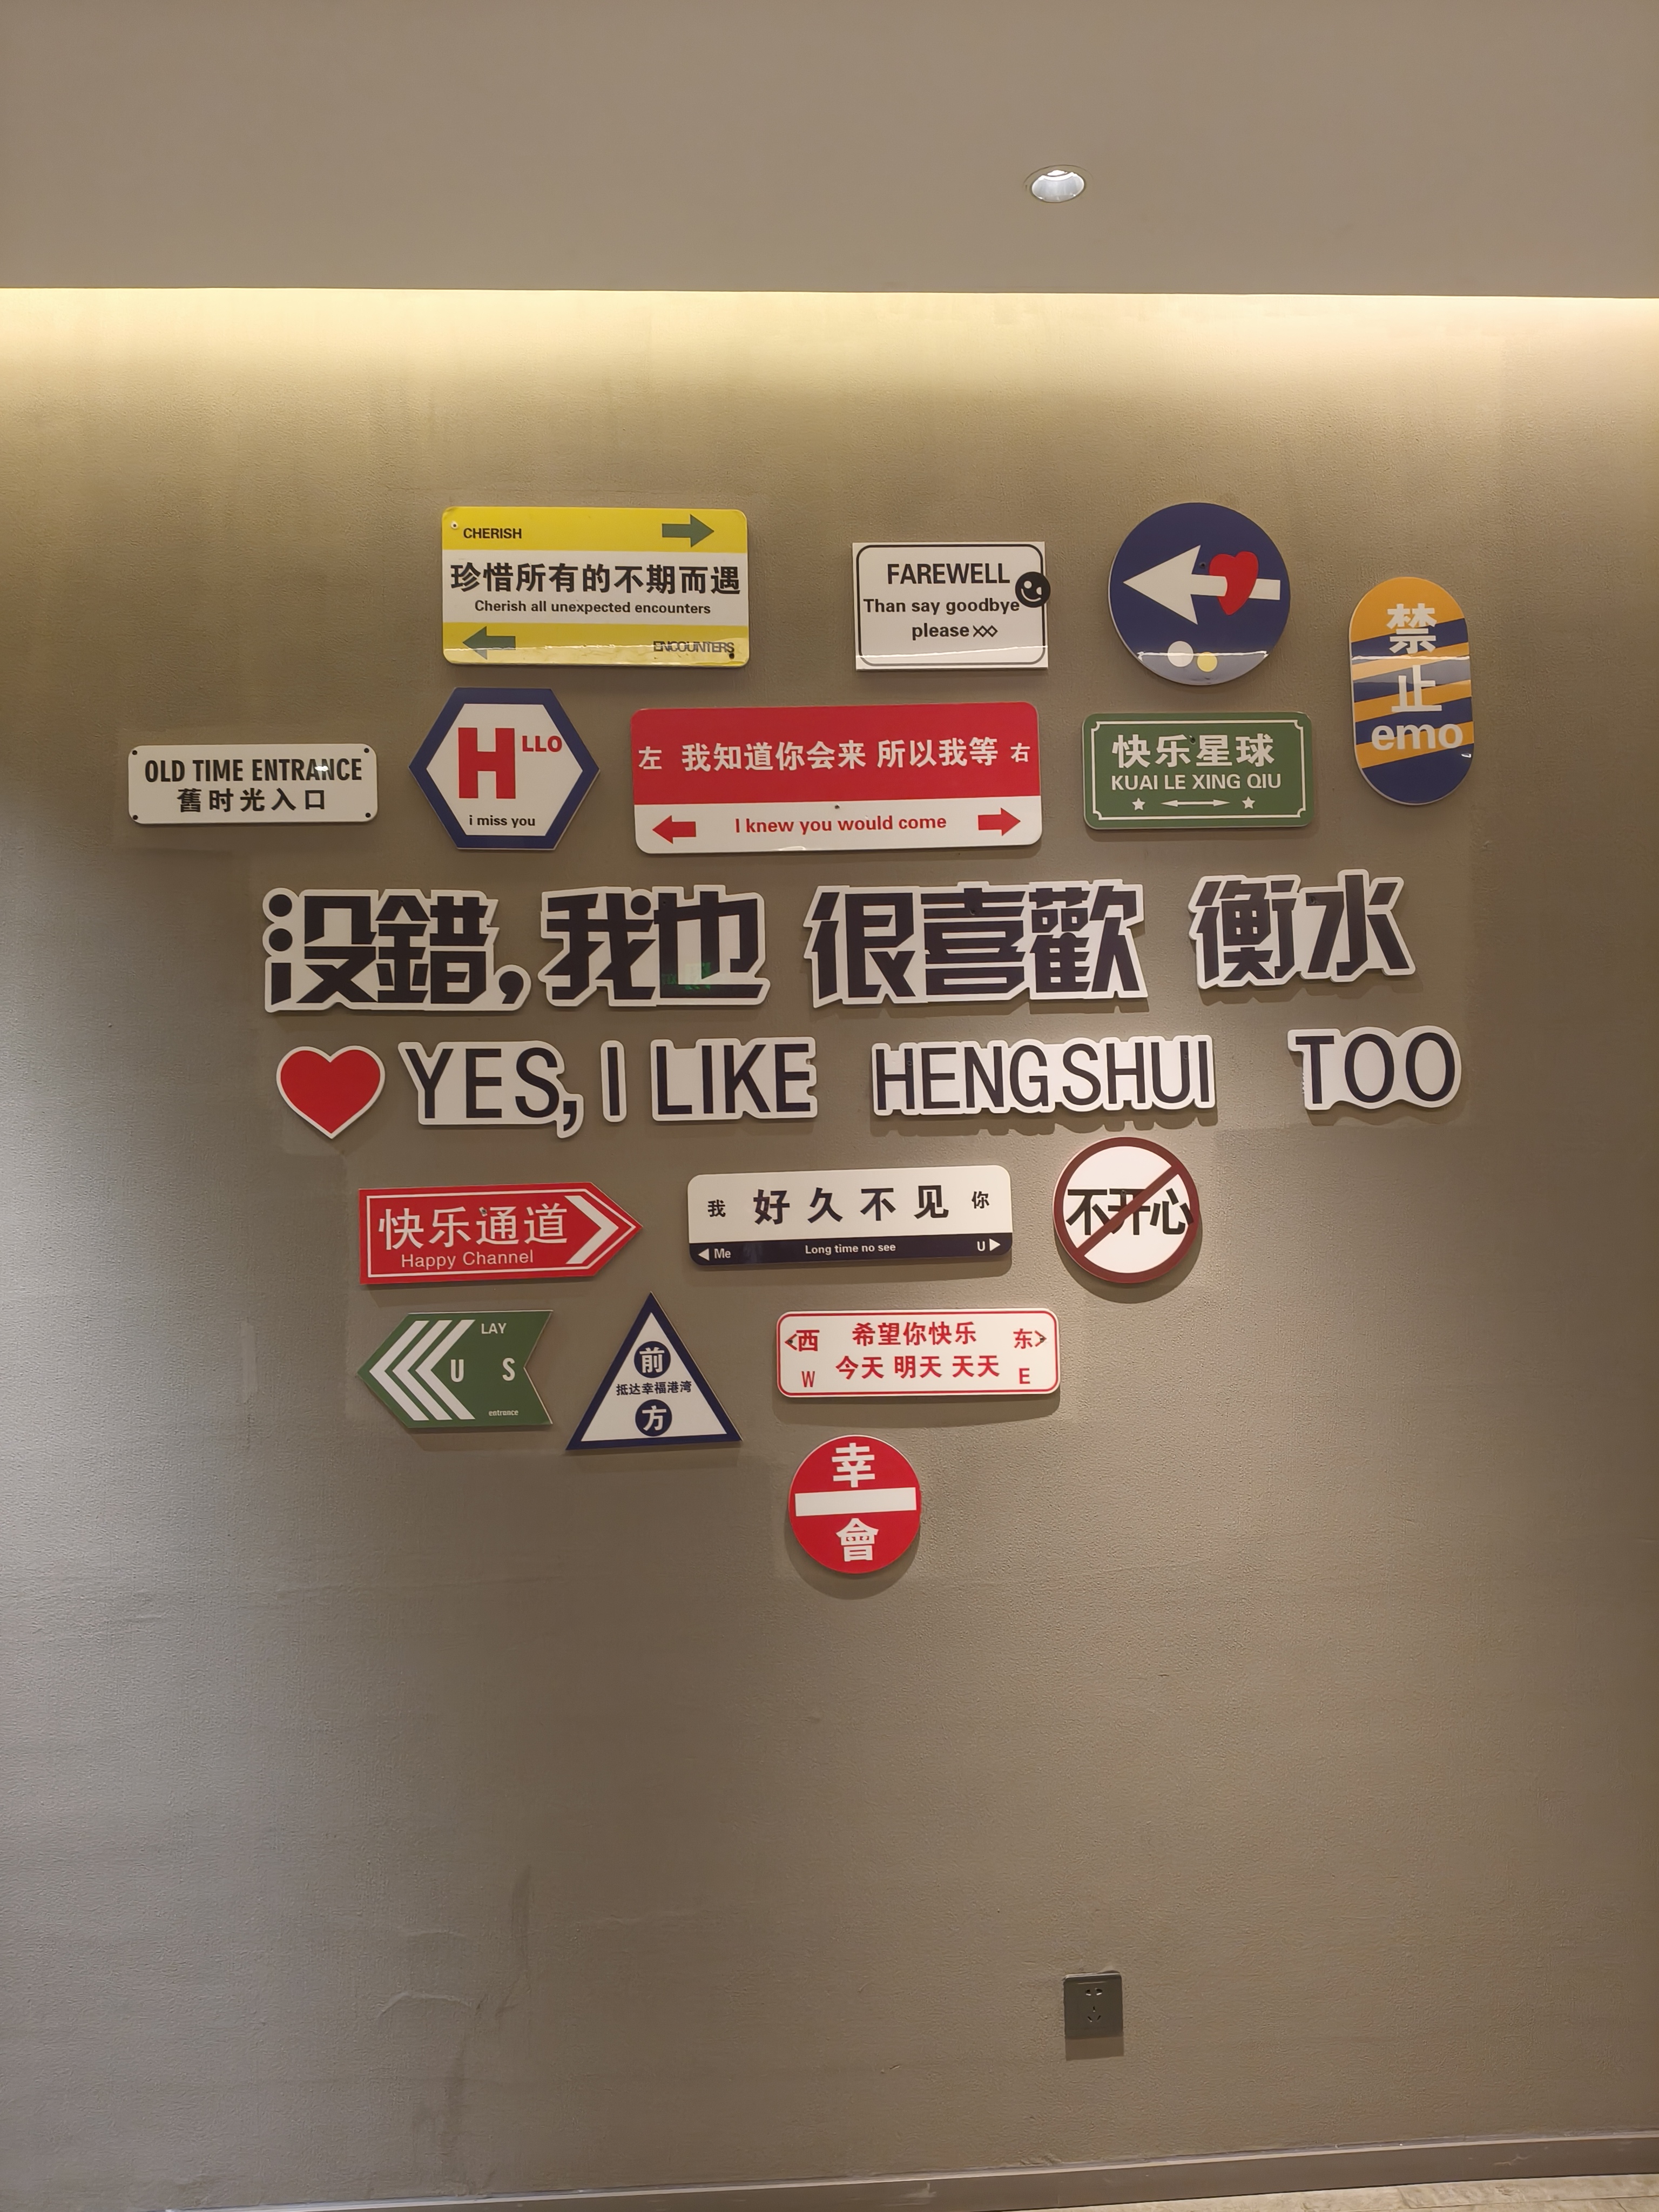 CHERISH
珍惜所有的不期而遇
Cherish all unexpected encounters
ENCOUNTERS
FAREWELL
Than say goodbye
please
禁
止
emo
OLD TIME ENTRANCE
舊时光入口
H LLO
i miss you
左 我知道你会来 所以我等 右
I knew you would come
快乐星球
KUAI LE XING QIU
没錯,我也 很喜歡 衡水
YES, I LIKE HENGSHUI TOO
快乐通道
Happy Channel
我 好久不见 你
Me Long time no see U
不开心
LAY
U S
entrance
前
抵达幸福港湾
方
<西 希望你快乐 东>
W 今天 明天 天天 E
幸
會